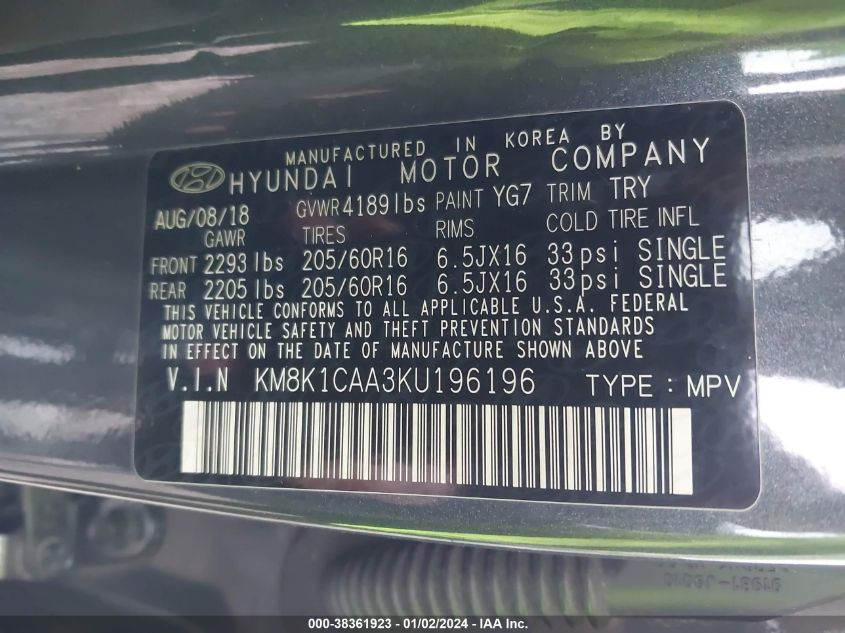 MANUFACTURED IN KOREA BY
HYUNDAI MOTOR COMPANY
AUG/08/18 GVWR 4189 lbs PAINT YG7 TRIM TRY
GAWR TIRES RIMS COLD TIRE INFL
FRONT 2293 lbs 205/60R16 6.5JX16 33psi SINGLE
REAR 2205 lbs 205/60R16 6.5JX16 33psi SINGLE
THIS VEHICLE CONFORMS TO ALL APPLICABLE U.S.A. FEDERAL
MOTOR VEHICLE SAFETY AND THEFT PREVENTION STANDARDS
IN EFFECT ON THE DATE OF MANUFACTURE SHOWN ABOVE
V.I.N KM8K1CAA3KU196196 TYPE : MPV
000-38361923 - 01/02/2024 - © IAA, Inc.